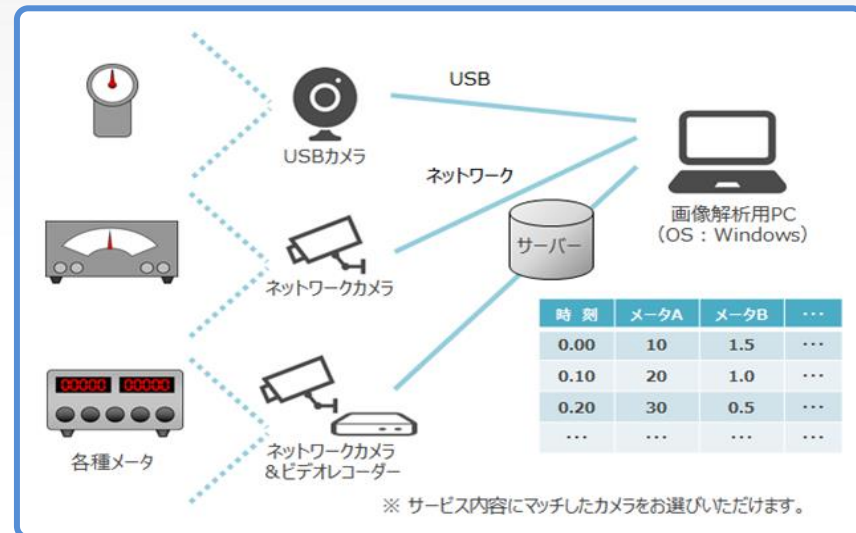 USB
USBカメラ
ネットワーク
画像解析用PC
(OS：Windows)
サーバー
ネットワークカメラ
時 刻 メータA メータB ･･･
0.00 10 1.5 ･･･
0.10 20 1.0 ･･･
0.20 30 0.5 ･･･
･･･ ･･･ ･･･ ･･･
00000 00000
各種メータ
ネットワークカメラ
&ビデオレコーダー
※ サービス内容にマッチしたカメラをお選びいただけます。